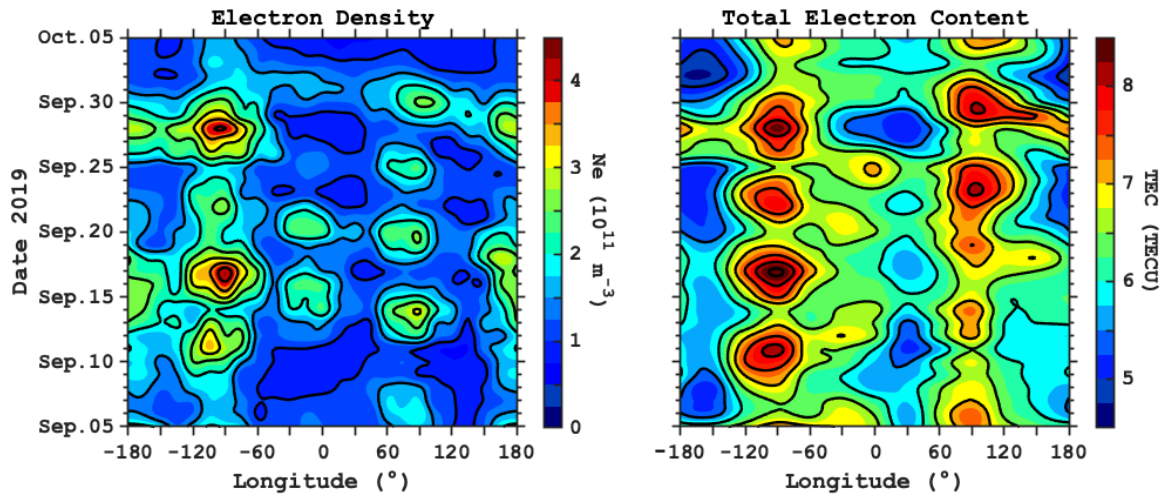 Electron Density
Total Electron Content
Date 2019
Oct.05
Sep.30
Sep.25
Sep.20
Sep.15
Sep.10
Sep.05
-180 -120 -60 0 60 120 180
Longitude (°)
4
3
2
1
0
Ne (10¹¹ m⁻³)
-180 -120 -60 0 60 120 180
Longitude (°)
8
7
6
5
TEC (TECU)